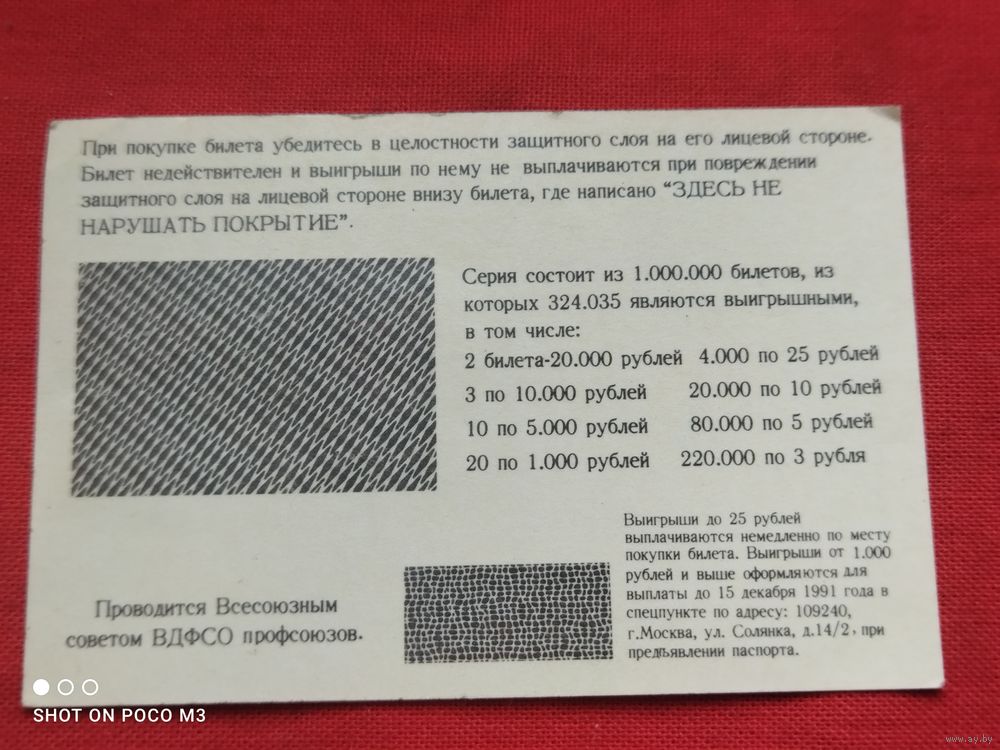 При покупке билета убедитесь в целостности защитного слоя на его лицевой стороне.
Билет недействителен и выигрыши по нему не выплачиваются при повреждении
защитного слоя на лицевой стороне внизу билета, где написано “ЗДЕСЬ НЕ
НАРУШАТЬ ПОКРЫТИЕ”.
Серия состоит из 1.000.000 билетов, из
которых 324.035 являются выигрышными,
в том числе:
2 билета-20.000 рублей 4.000 по 25 рублей
3 по 10.000 рублей 20.000 по 10 рублей
10 по 5.000 рублей 80.000 по 5 рублей
20 по 1.000 рублей 220.000 по 3 рубля
Выигрыши до 25 рублей
выплачиваются немедленно по месту
покупки билета. Выигрыши от 1.000
рублей и выше оформляются для
выплаты до 15 декабря 1991 года в
спецпункте по адресу: 109240,
г.Москва, ул. Солянка, д.14/2, при
предъявлении паспорта.
Проводится Всесоюзным
советом ВДФСО профсоюзов.
SHOT ON POCO M3
www.ay.by